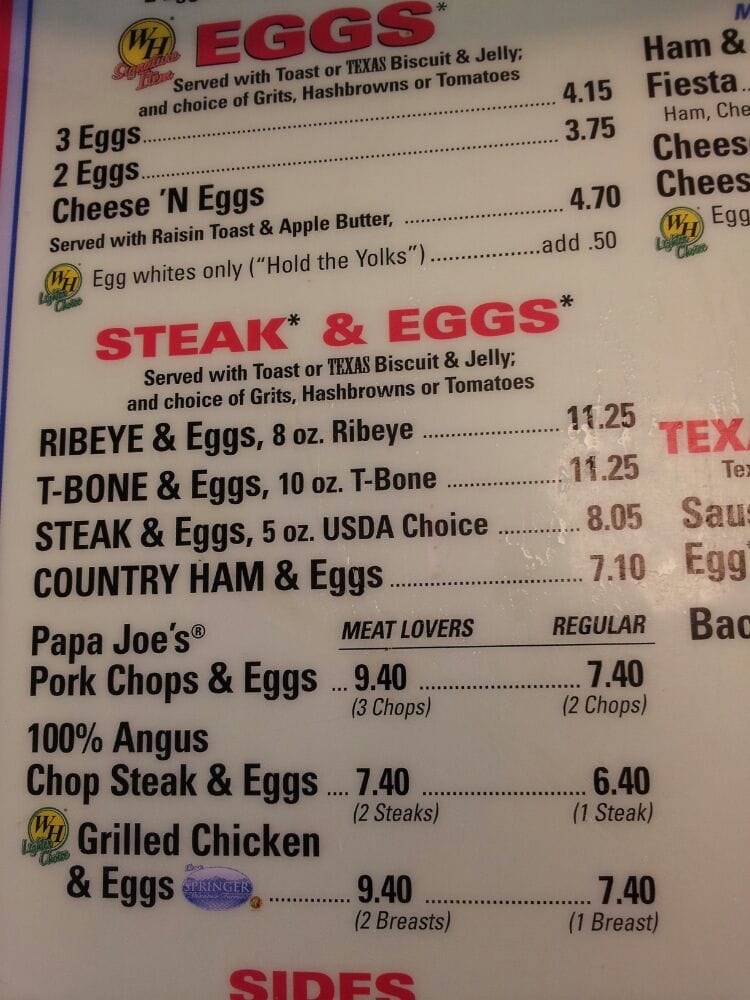 WH
Signature Item
EGGS*
Served with Toast or TEXAS Biscuit & Jelly;
and choice of Grits, Hashbrowns or Tomatoes
3 Eggs.......... 4.15
2 Eggs.......... 3.75
Cheese 'N Eggs
Served with Raisin Toast & Apple Butter, .......... 4.70
WH
Lighter Choice
Egg whites only ("Hold the Yolks")..........add .50
STEAK* & EGGS*
Served with Toast or TEXAS Biscuit & Jelly;
and choice of Grits, Hashbrowns or Tomatoes
RIBEYE & Eggs, 8 oz. Ribeye .......... 11.25
T-BONE & Eggs, 10 oz. T-Bone .......... 11.25
STEAK & Eggs, 5 oz. USDA Choice .......... 8.05
COUNTRY HAM & Eggs .......... 7.10
MEAT LOVERS REGULAR
Papa Joe's®
Pork Chops & Eggs ... 9.40 .......... 7.40
(3 Chops) (2 Chops)
100% Angus
Chop Steak & Eggs .... 7.40 .......... 6.40
(2 Steaks) (1 Steak)
WH
Lighter Choice
Grilled Chicken
& Eggs SPRINGER .......... 9.40 .......... 7.40
(2 Breasts) (1 Breast)
SIDES
Ham &
Fiesta..
Ham, Che
Chees
Chees
WH
Lighter Choice
Egg
TEXA
Tex
Saus
Egg
Bac